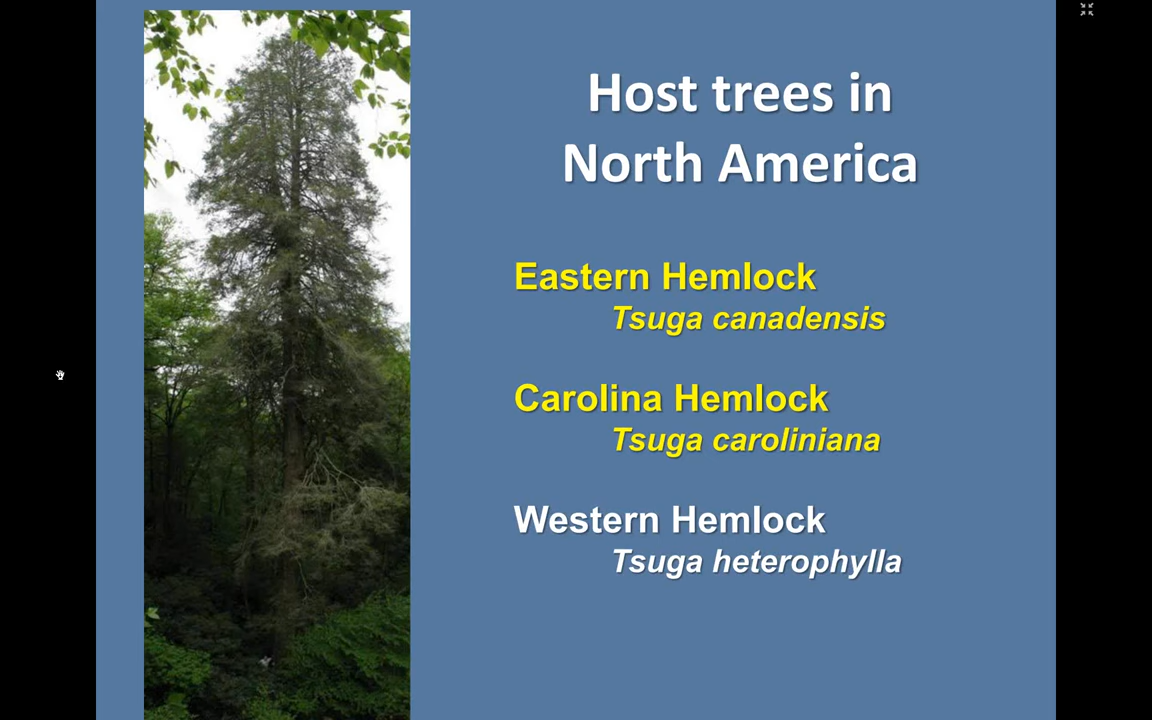 Host trees in
North America
Eastern Hemlock
Tsuga canadensis
Carolina Hemlock
Tsuga caroliniana
Western Hemlock
Tsuga heterophylla